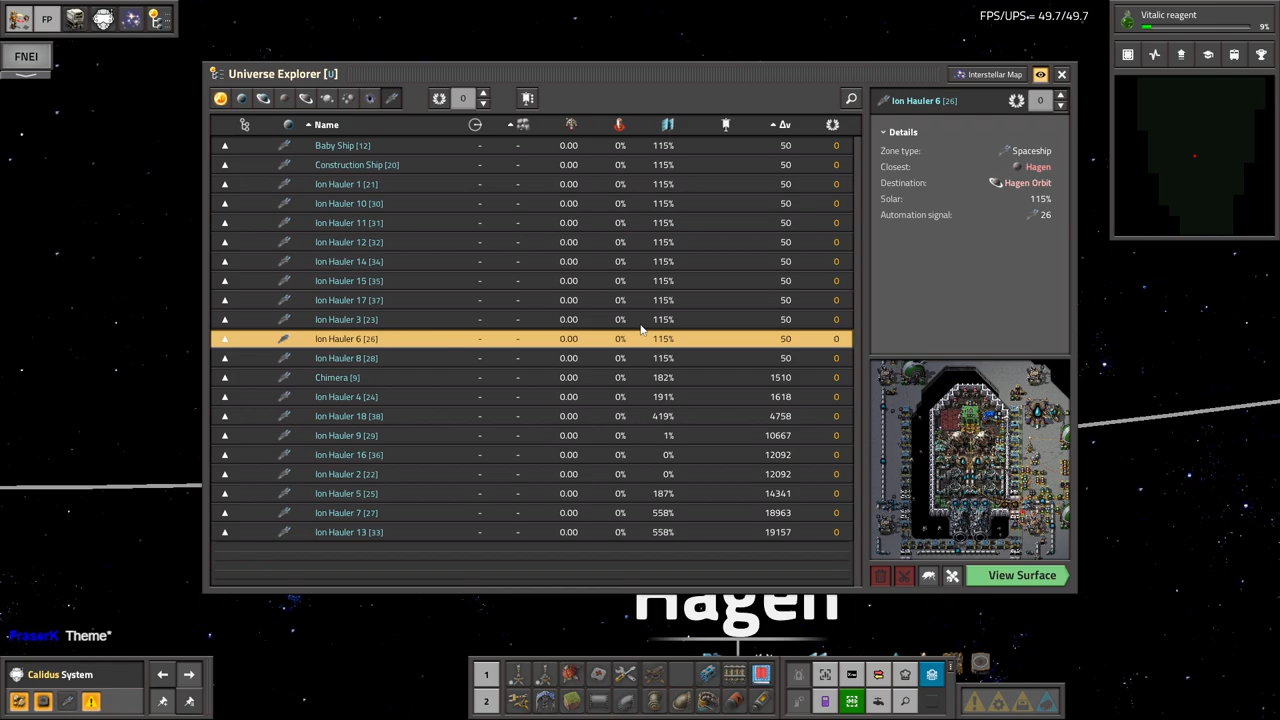 FP
FPS/UPS = 49.7/49.7
Vitalic reagent
9%
FNEI
Universe Explorer [U]
Interstellar Map
0
Ion Hauler 6 [26]
0
Name
Δv
Details
Baby Ship [12] - - 0.00 0% 115% 50 0
Construction Ship [20] - - 0.00 0% 115% 50 0
Ion Hauler 1 [21] - - 0.00 0% 115% 50 0
Ion Hauler 10 [30] - - 0.00 0% 115% 50 0
Ion Hauler 11 [31] - - 0.00 0% 115% 50 0
Ion Hauler 12 [32] - - 0.00 0% 115% 50 0
Ion Hauler 14 [34] - - 0.00 0% 115% 50 0
Ion Hauler 15 [35] - - 0.00 0% 115% 50 0
Ion Hauler 17 [37] - - 0.00 0% 115% 50 0
Ion Hauler 3 [23] - - 0.00 0% 115% 50 0
Ion Hauler 6 [26] - - 0.00 0% 115% 50 0
Ion Hauler 8 [28] - - 0.00 0% 115% 50 0
Chimera [9] - - 0.00 0% 182% 1510 0
Ion Hauler 4 [24] - - 0.00 0% 191% 1618 0
Ion Hauler 18 [38] - - 0.00 0% 419% 4758 0
Ion Hauler 9 [29] - - 0.00 0% 1% 10667 0
Ion Hauler 16 [36] - - 0.00 0% 0% 12092 0
Ion Hauler 2 [22] - - 0.00 0% 0% 12092 0
Ion Hauler 5 [25] - - 0.00 0% 187% 14341 0
Ion Hauler 7 [27] - - 0.00 0% 558% 18963 0
Ion Hauler 13 [33] - - 0.00 0% 558% 19157 0
Zone type: Spaceship
Closest: Hagen
Destination: Hagen Orbit
Solar: 115%
Automation signal: 26
View Surface
Hagen
FraserK Theme*
Calidus System
1
2